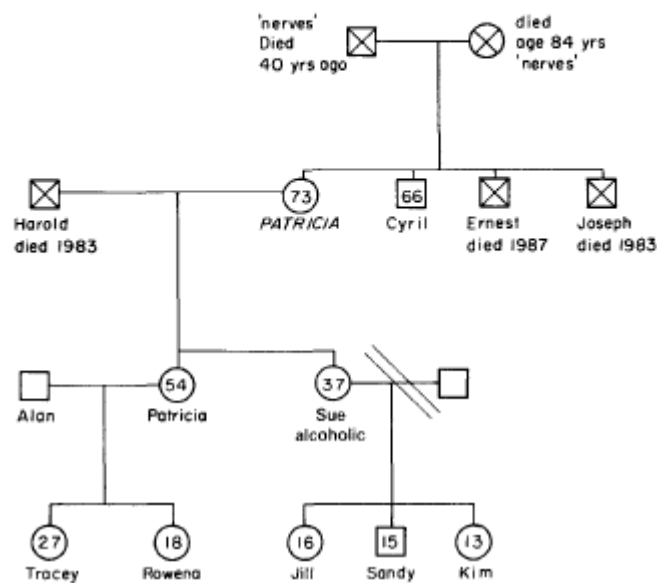 'nerves'
Died
40 yrs ago
died
age 84 yrs
'nerves'
73
66
Harold
died 1983
PATRICIA
Cyril
Ernest
died 1987
Joseph
died 1983
54
37
Alan
Patricia
Sue
alcoholic
27
18
16
15
13
Tracey
Rowena
Jill
Sandy
Kim